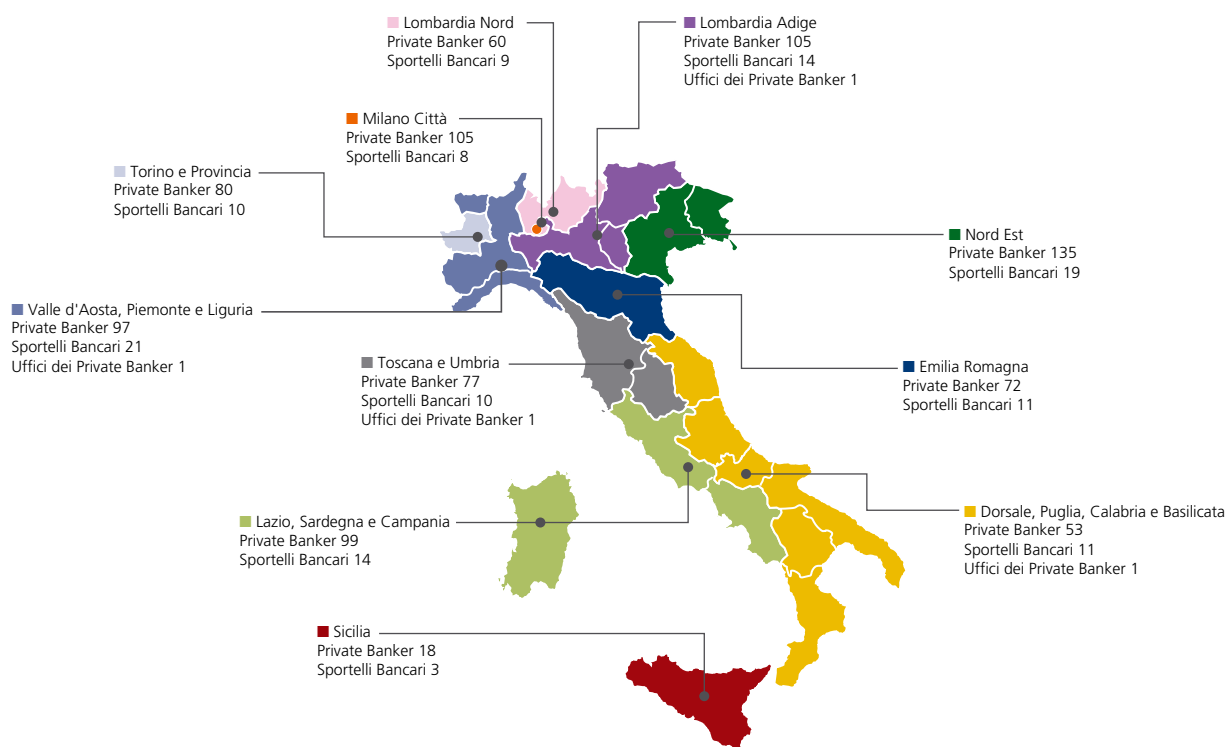 Lombardia Nord
Private Banker 60
Sportelli Bancari 9
Lombardia Adige
Private Banker 105
Sportelli Bancari 14
Uffici dei Private Banker 1
Milano Città
Private Banker 105
Sportelli Bancari 8
Torino e Provincia
Private Banker 80
Sportelli Bancari 10
Nord Est
Private Banker 135
Sportelli Bancari 19
Valle d'Aosta, Piemonte e Liguria
Private Banker 97
Sportelli Bancari 21
Uffici dei Private Banker 1
Toscana e Umbria
Private Banker 77
Sportelli Bancari 10
Uffici dei Private Banker 1
Emilia Romagna
Private Banker 72
Sportelli Bancari 11
Lazio, Sardegna e Campania
Private Banker 99
Sportelli Bancari 14
Dorsale, Puglia, Calabria e Basilicata
Private Banker 53
Sportelli Bancari 11
Uffici dei Private Banker 1
Sicilia
Private Banker 18
Sportelli Bancari 3